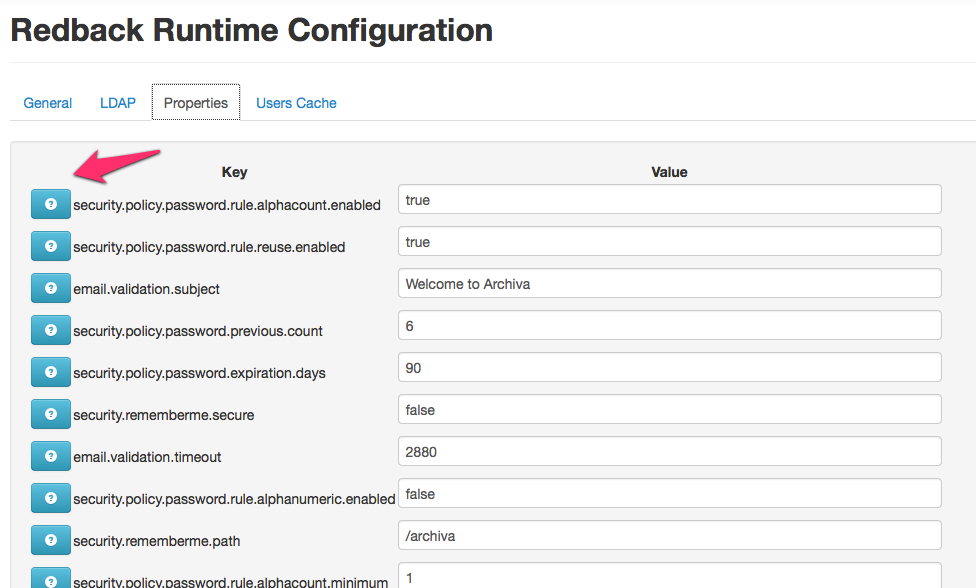 Redback Runtime Configuration
General LDAP Properties Users Cache
Key Value
? security.policy.password.rule.alphacount.enabled true
? security.policy.password.rule.reuse.enabled true
? email.validation.subject Welcome to Archiva
? security.policy.password.previous.count 6
? security.policy.password.expiration.days 90
? security.rememberme.secure false
? email.validation.timeout 2880
? security.policy.password.rule.alphanumeric.enabled false
? security.rememberme.path /archiva
? security.policy.password.rule.alphacount.minimum 1